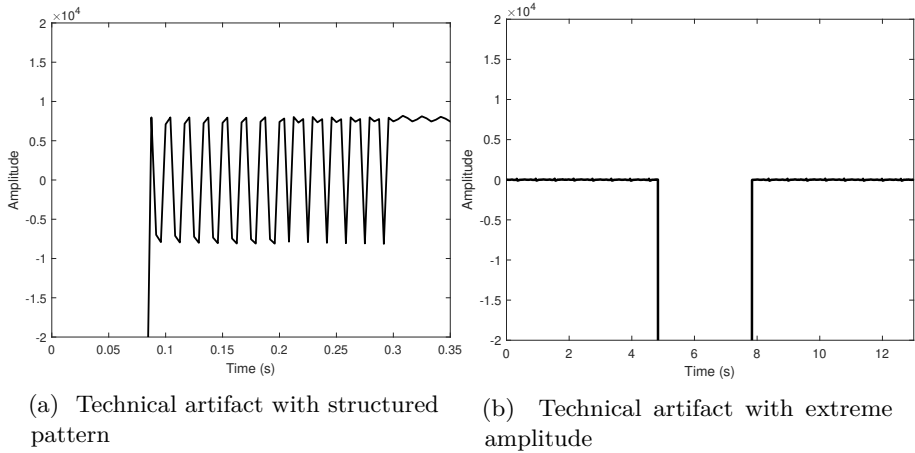 ×10⁴
2
1.5
1
0.5
0
-0.5
-1
-1.5
-2
Amplitude
0 0.05 0.1 0.15 0.2 0.25 0.3 0.35
Time (s)
(a) Technical artifact with structured
pattern
×10⁴
2
1.5
1
0.5
0
-0.5
-1
-1.5
-2
Amplitude
0 2 4 6 8 10 12
Time (s)
(b) Technical artifact with extreme
amplitude